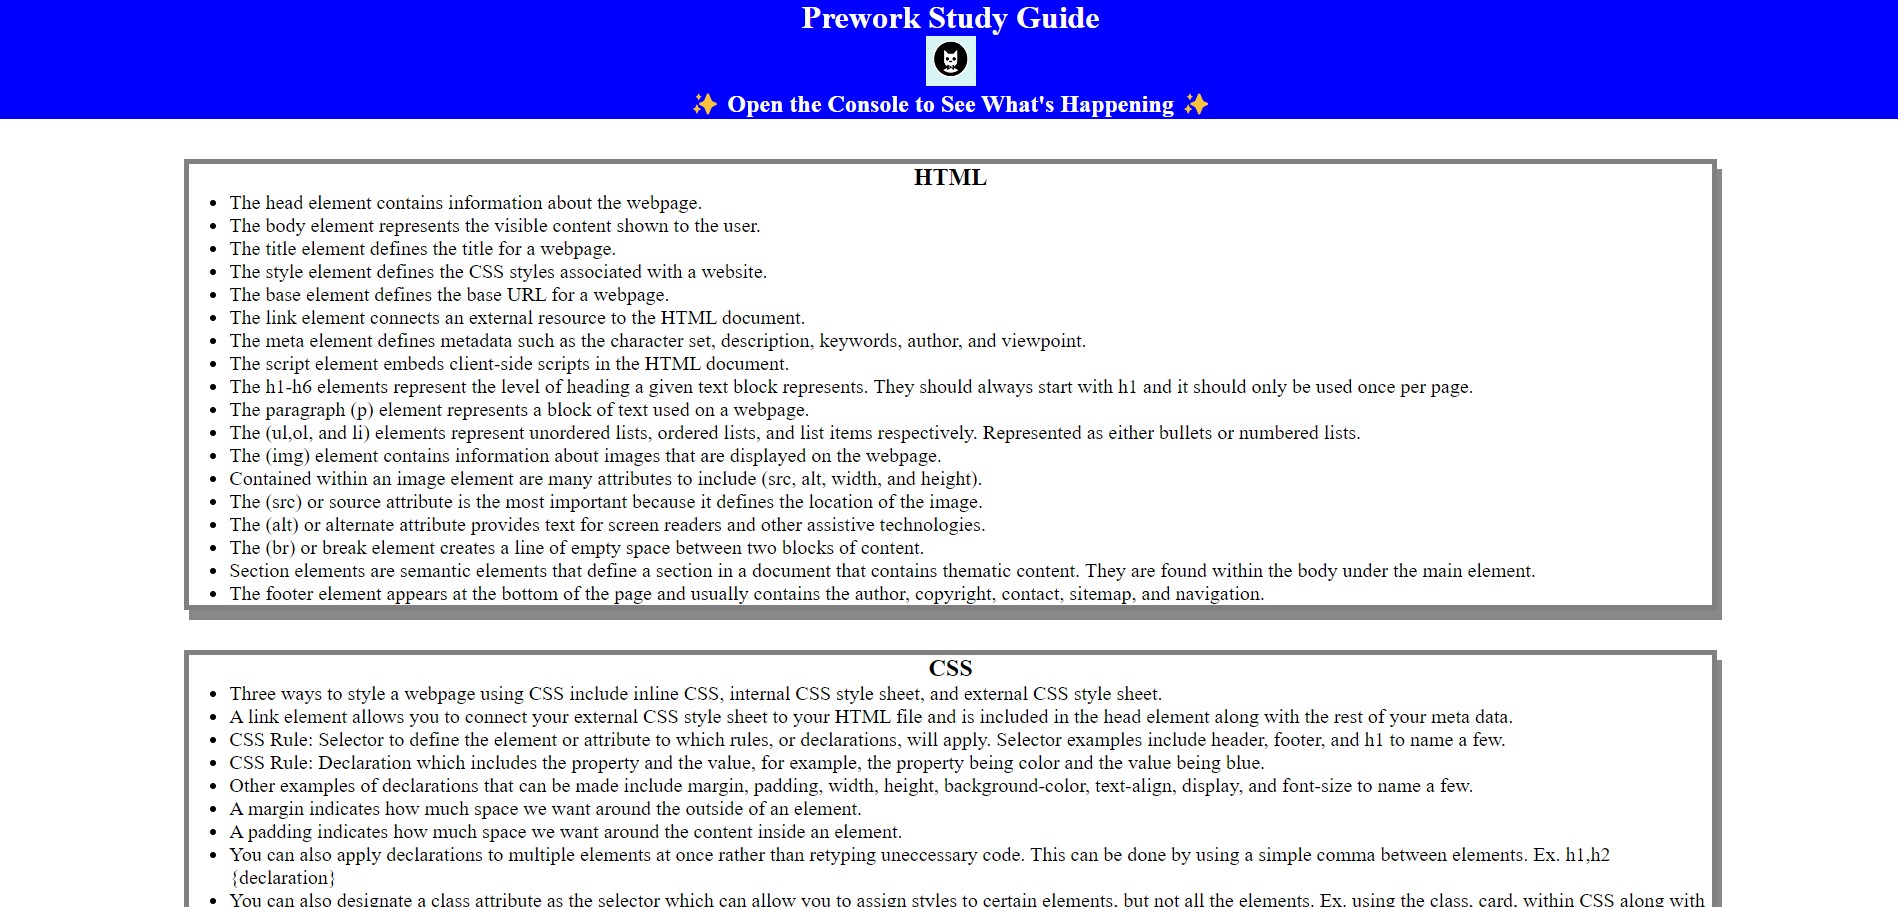 Prework Study Guide
✨ Open the Console to See What's Happening ✨
HTML
• The head element contains information about the webpage.
• The body element represents the visible content shown to the user.
• The title element defines the title for a webpage.
• The style element defines the CSS styles associated with a website.
• The base element defines the base URL for a webpage.
• The link element connects an external resource to the HTML document.
• The meta element defines metadata such as the character set, description, keywords, author, and viewpoint.
• The script element embeds client-side scripts in the HTML document.
• The h1-h6 elements represent the level of heading a given text block represents. They should always start with h1 and it should only be used once per page.
• The paragraph (p) element represents a block of text used on a webpage.
• The (ul,ol, and li) elements represent unordered lists, ordered lists, and list items respectively. Represented as either bullets or numbered lists.
• The (img) element contains information about images that are displayed on the webpage.
• Contained within an image element are many attributes to include (src, alt, width, and height).
• The (src) or source attribute is the most important because it defines the location of the image.
• The (alt) or alternate attribute provides text for screen readers and other assistive technologies.
• The (br) or break element creates a line of empty space between two blocks of content.
• Section elements are semantic elements that define a section in a document that contains thematic content. They are found within the body under the main element.
• The footer element appears at the bottom of the page and usually contains the author, copyright, contact, sitemap, and navigation.
CSS
• Three ways to style a webpage using CSS include inline CSS, internal CSS style sheet, and external CSS style sheet.
• A link element allows you to connect your external CSS style sheet to your HTML file and is included in the head element along with the rest of your meta data.
• CSS Rule: Selector to define the element or attribute to which rules, or declarations, will apply. Selector examples include header, footer, and h1 to name a few.
• CSS Rule: Declaration which includes the property and the value, for example, the property being color and the value being blue.
• Other examples of declarations that can be made include margin, padding, width, height, background-color, text-align, display, and font-size to name a few.
• A margin indicates how much space we want around the outside of an element.
• A padding indicates how much space we want around the content inside an element.
• You can also apply declarations to multiple elements at once rather than retyping uneccessary code. This can be done by using a simple comma between elements. Ex. h1,h2
{declaration}
• You can also designate a class attribute as the selector which can allow you to assign styles to certain elements, but not all the elements. Ex. using the class, card, within CSS along with